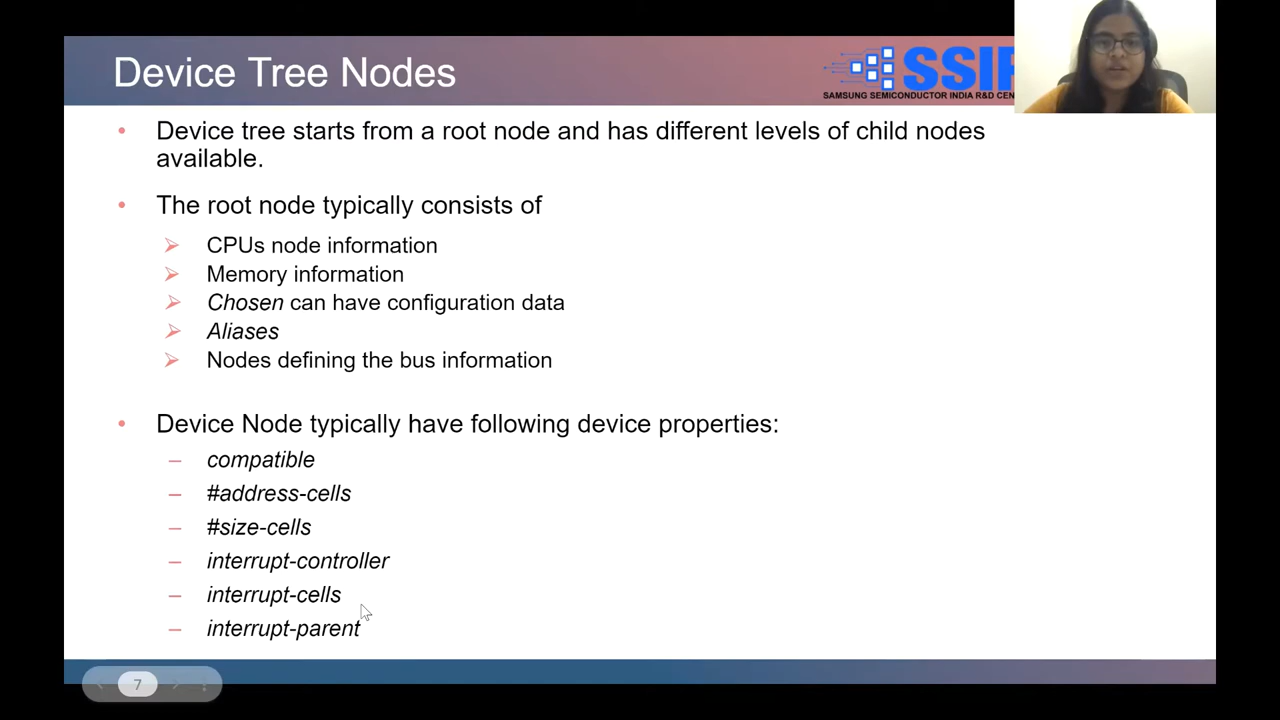 Device Tree Nodes
SSI
SAMSUNG SEMICONDUCTOR INDIA R&D CEN
• Device tree starts from a root node and has different levels of child nodes
available.
• The root node typically consists of
➢ CPUs node information
➢ Memory information
➢ Chosen can have configuration data
➢ Aliases
➢ Nodes defining the bus information
• Device Node typically have following device properties:
– compatible
– #address-cells
– #size-cells
– interrupt-controller
– interrupt-cells
– interrupt-parent
7